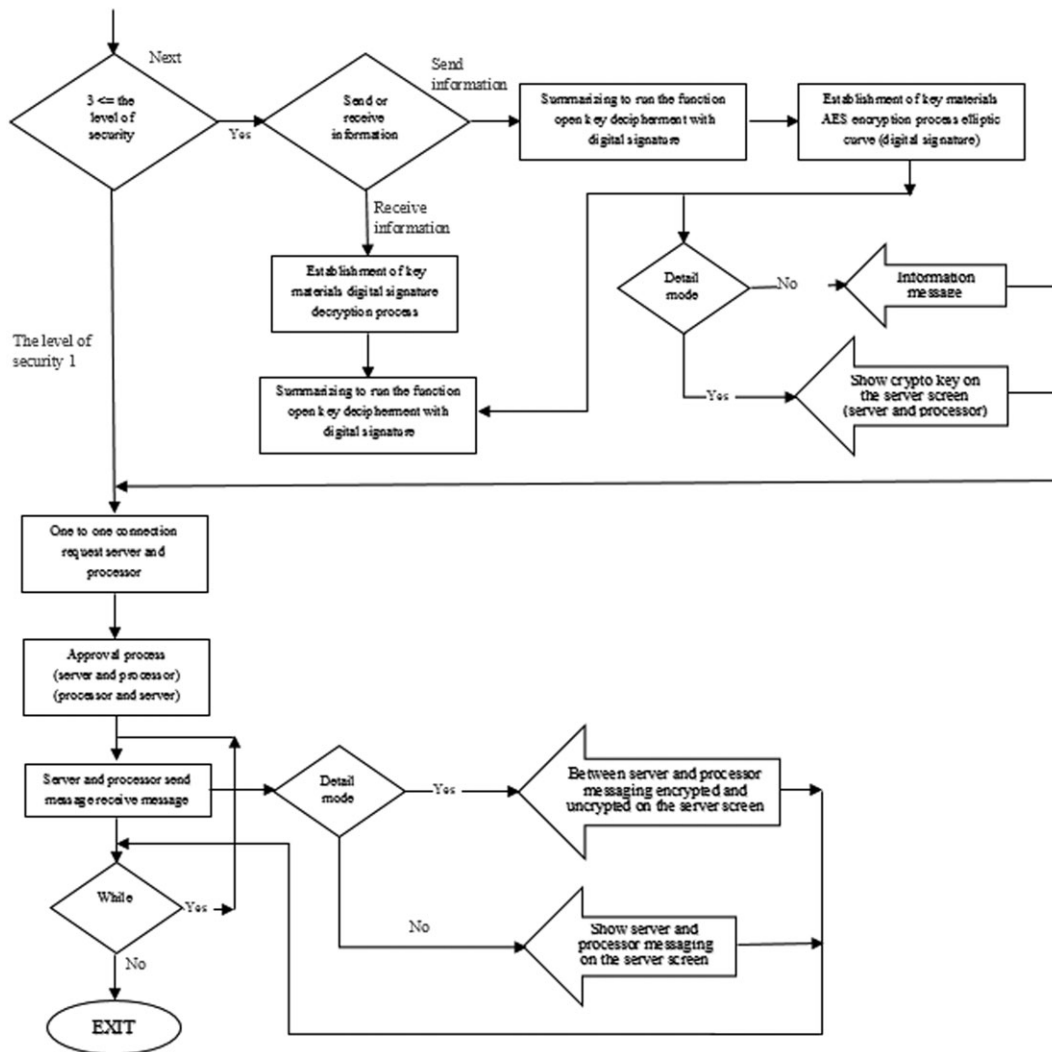 Next
3 <= the
level of
security
Yes
Send or
receive
information
Send
information
Summarizing to run the function
open key decipherment with
digital signature
Establishment of key materials
AES encryption process elliptic
curve (digital signature)
Receive
information
Establishment of key
materials digital signature
decryption process
Detail
mode
No
Information
message
The level of
security 1
Summarizing to run the function
open key decipherment with
digital signature
Yes
Show crypto key on
the server screen
(server and processor)
One to one connection
request server and
processor
Approval process
(server and processor)
(processor and server)
Server and processor send
message receive message
Detail
mode
Yes
Between server and processor
messaging encrypted and
uncrypted on the server screen
While
Yes
No
Show server and
processor messaging
on the server screen
No
EXIT